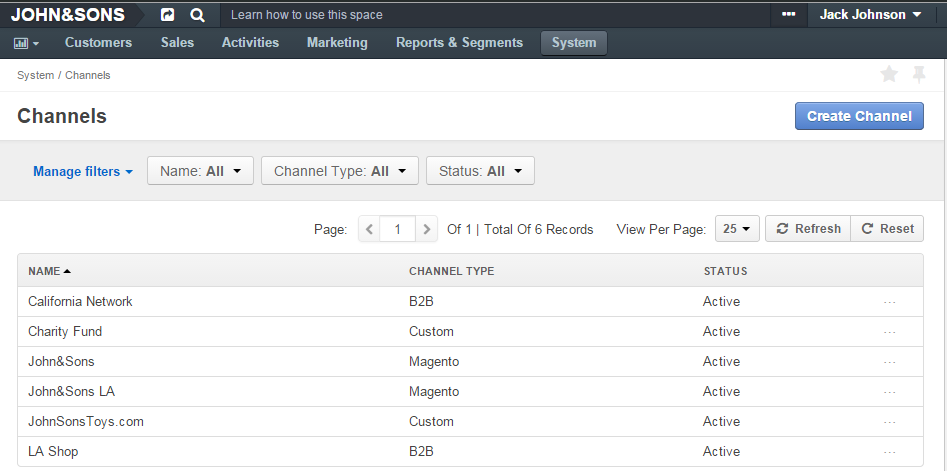 JOHN&SONS Learn how to use this space ••• Jack Johnson
Customers Sales Activities Marketing Reports & Segments System
System / Channels
Channels Create Channel
Manage filters Name: All Channel Type: All Status: All
Page: 1 Of 1 | Total Of 6 Records View Per Page: 25 Refresh Reset
NAME CHANNEL TYPE STATUS
California Network B2B Active ...
Charity Fund Custom Active ...
John&Sons Magento Active ...
John&Sons LA Magento Active ...
JohnSonsToys.com Custom Active ...
LA Shop B2B Active ...